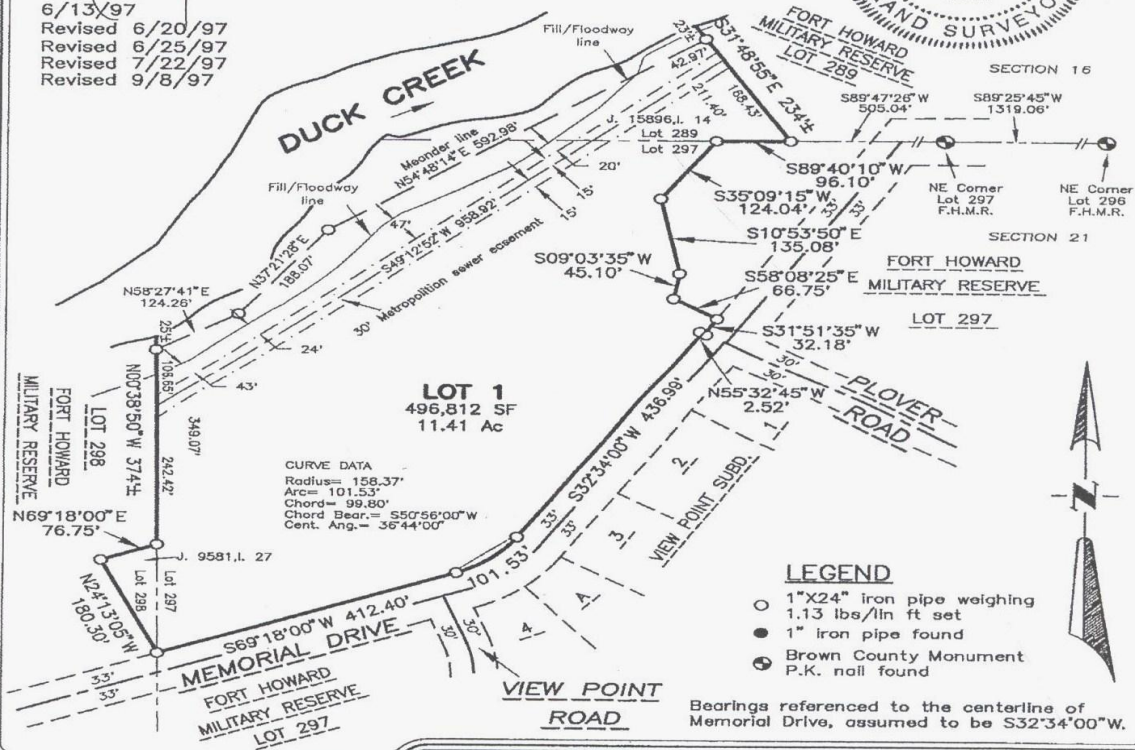 6/13/97
Revised 6/20/97
Revised 6/25/97
Revised 7/22/97
Revised 9/8/97
AND SURVEYO
DUCK CREEK
Fill/Floodway
line
23'±
42.97'
S31°48'55"E 234'±
168.43'
211.40'
FORT HOWARD
MILITARY RESERVE
LOT 289
SECTION 16
S89°47'26"W
505.04'
S89°25'45"W
1319.06'
J. 15896,I. 14
Lot 289
Lot 297
Meander line
N54°48'14"E 592.98'
20'
15'
15'
S89°40'10"W
96.10'
NE Corner
Lot 297
F.H.M.R.
NE Corner
Lot 296
F.H.M.R.
Fill/Floodway
line
47'
S49°12'52"W 958.92'
30' Metropolition sewer easement
S35°09'15"W
124.04'
33'
33'
S10°53'50"E
135.08'
SECTION 21
N37°21'28"E
188.07'
S09°03'35"W
45.10'
S58°08'25"E
66.75'
FORT HOWARD
MILITARY RESERVE
LOT 297
N58°27'41"E
124.26'
25'±
24'
43'
S31°51'35"W
32.18'
N55°32'45"W
2.52'
30'
30'
PLOVER
ROAD
108.65'
N00°38'50"W 374'±
349.07'
242.42'
LOT 1
496,812 SF
11.41 Ac
FORT HOWARD
MILITARY RESERVE
LOT 298
CURVE DATA
Radius= 158.37'
Arc= 101.53'
Chord= 99.80'
Chord Bear.= S50°56'00"W
Cent. Ang.= 36°44'00"
S32°34'00"W 436.99'
33'
33'
1
2
3
A
4
VIEW POINT SUBD.
N69°18'00"E
76.75'
J. 9581,I. 27
Lot 298
Lot 297
N24°13'05"W
180.30'
101.53'
S69°18'00"W 412.40'
MEMORIAL DRIVE
33'
33'
FORT HOWARD
MILITARY RESERVE
LOT 297
30'
30'
VIEW POINT
ROAD
N
LEGEND
1"X24" iron pipe weighing
1.13 lbs/lin ft set
1" iron pipe found
Brown County Monument
P.K. nail found
Bearings referenced to the centerline of
Memorial Drive, assumed to be S32°34'00"W.